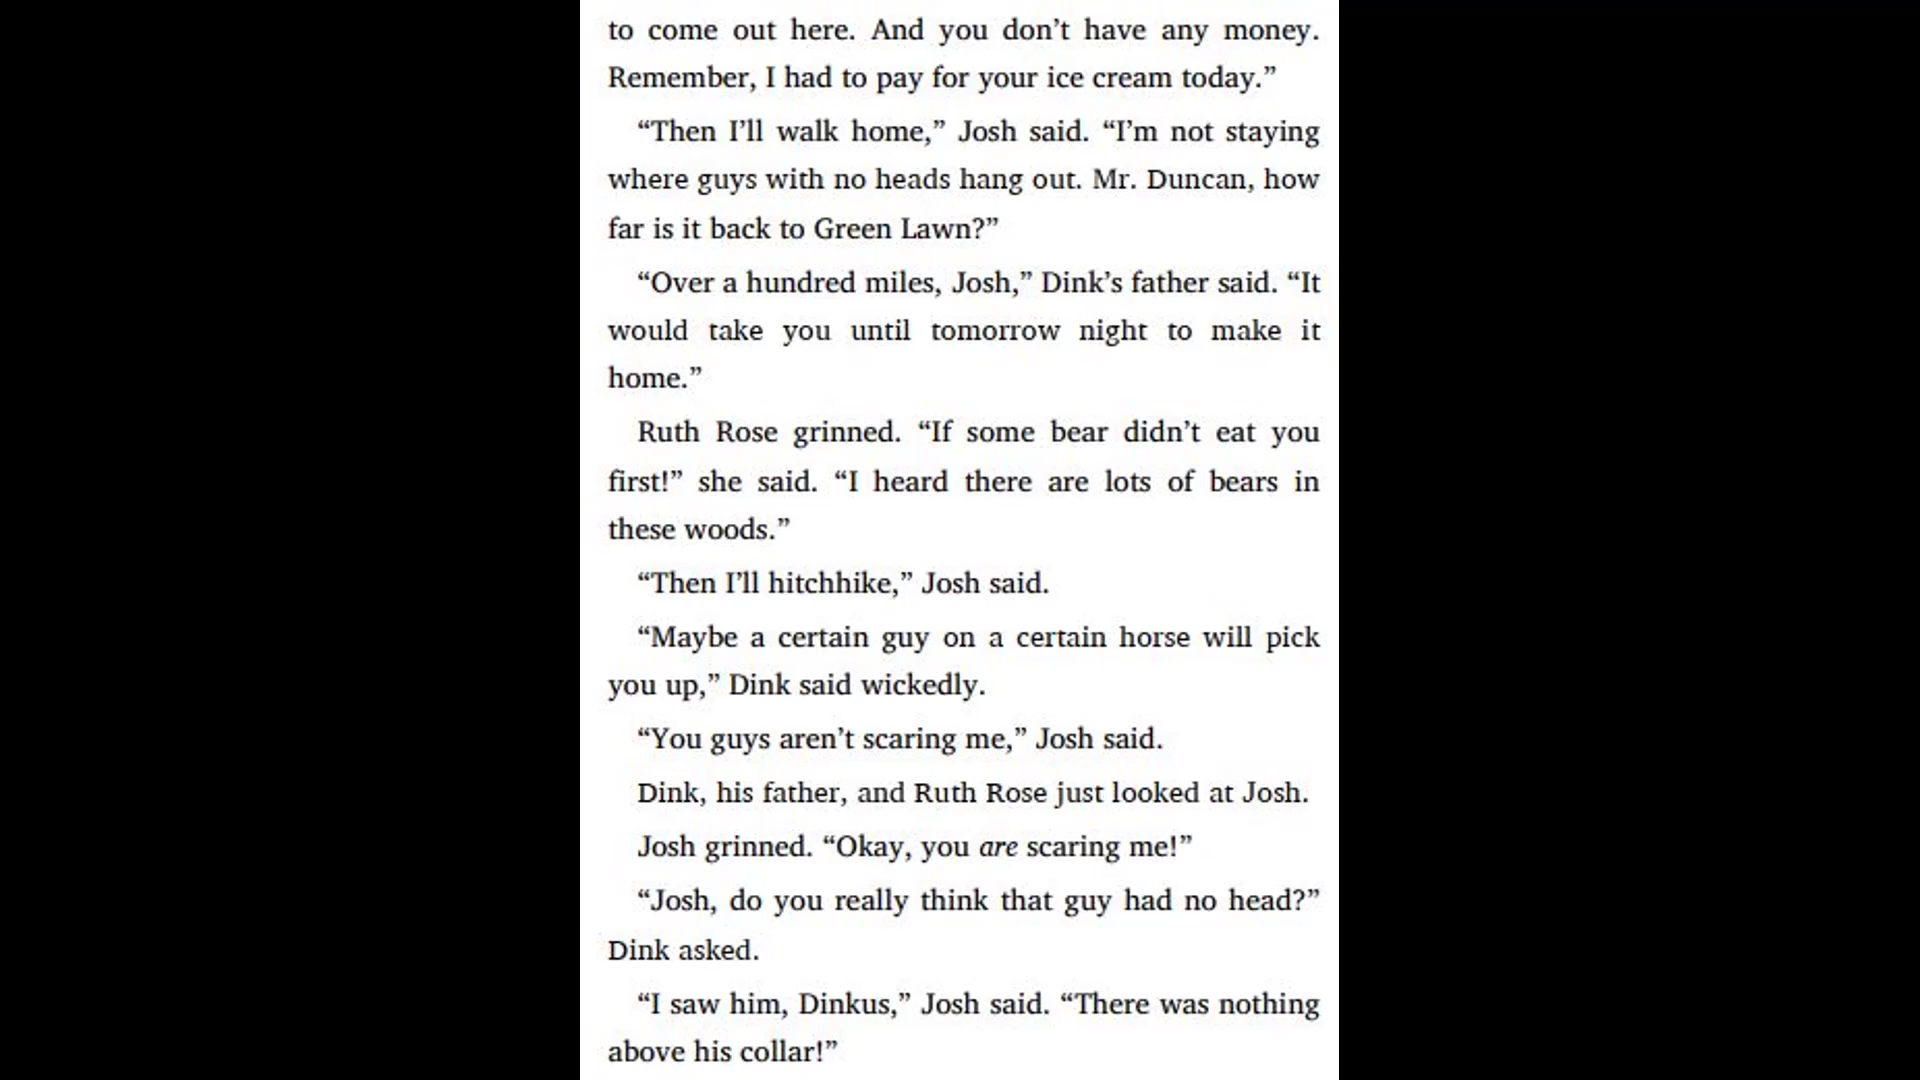 to come out here. And you don’t have any money.
Remember, I had to pay for your ice cream today.”
“Then I’ll walk home,” Josh said. “I’m not staying
where guys with no heads hang out. Mr. Duncan, how
far is it back to Green Lawn?”
“Over a hundred miles, Josh,” Dink’s father said. “It
would take you until tomorrow night to make it
home.”
Ruth Rose grinned. “If some bear didn’t eat you
first!” she said. “I heard there are lots of bears in
these woods.”
“Then I’ll hitchhike,” Josh said.
“Maybe a certain guy on a certain horse will pick
you up,” Dink said wickedly.
“You guys aren’t scaring me,” Josh said.
Dink, his father, and Ruth Rose just looked at Josh.
Josh grinned. “Okay, you are scaring me!”
“Josh, do you really think that guy had no head?”
Dink asked.
“I saw him, Dinkus,” Josh said. “There was nothing
above his collar!”